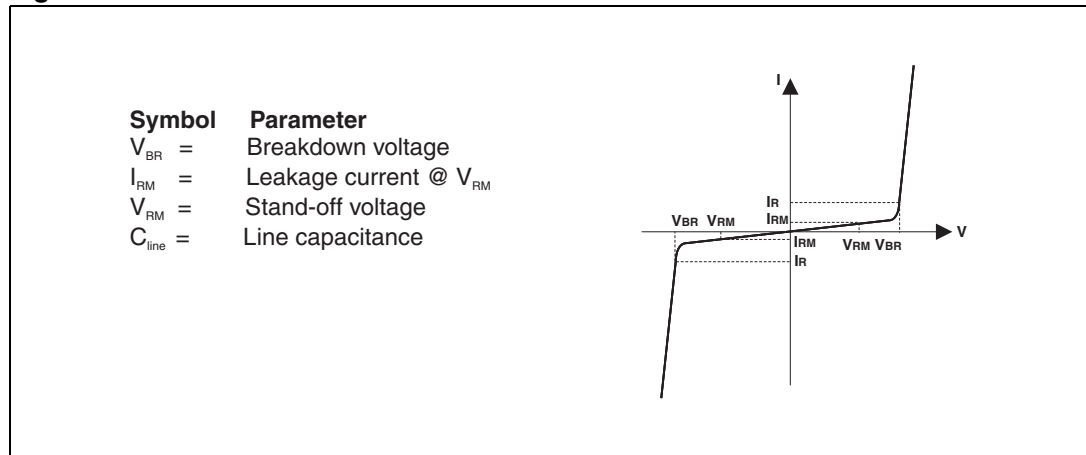 Symbol Parameter
VBR = Breakdown voltage
IRM = Leakage current @ VRM
VRM = Stand-off voltage
Cline = Line capacitance
I
IR
VBR VRM IRM
V
IRM VRM VBR
IR